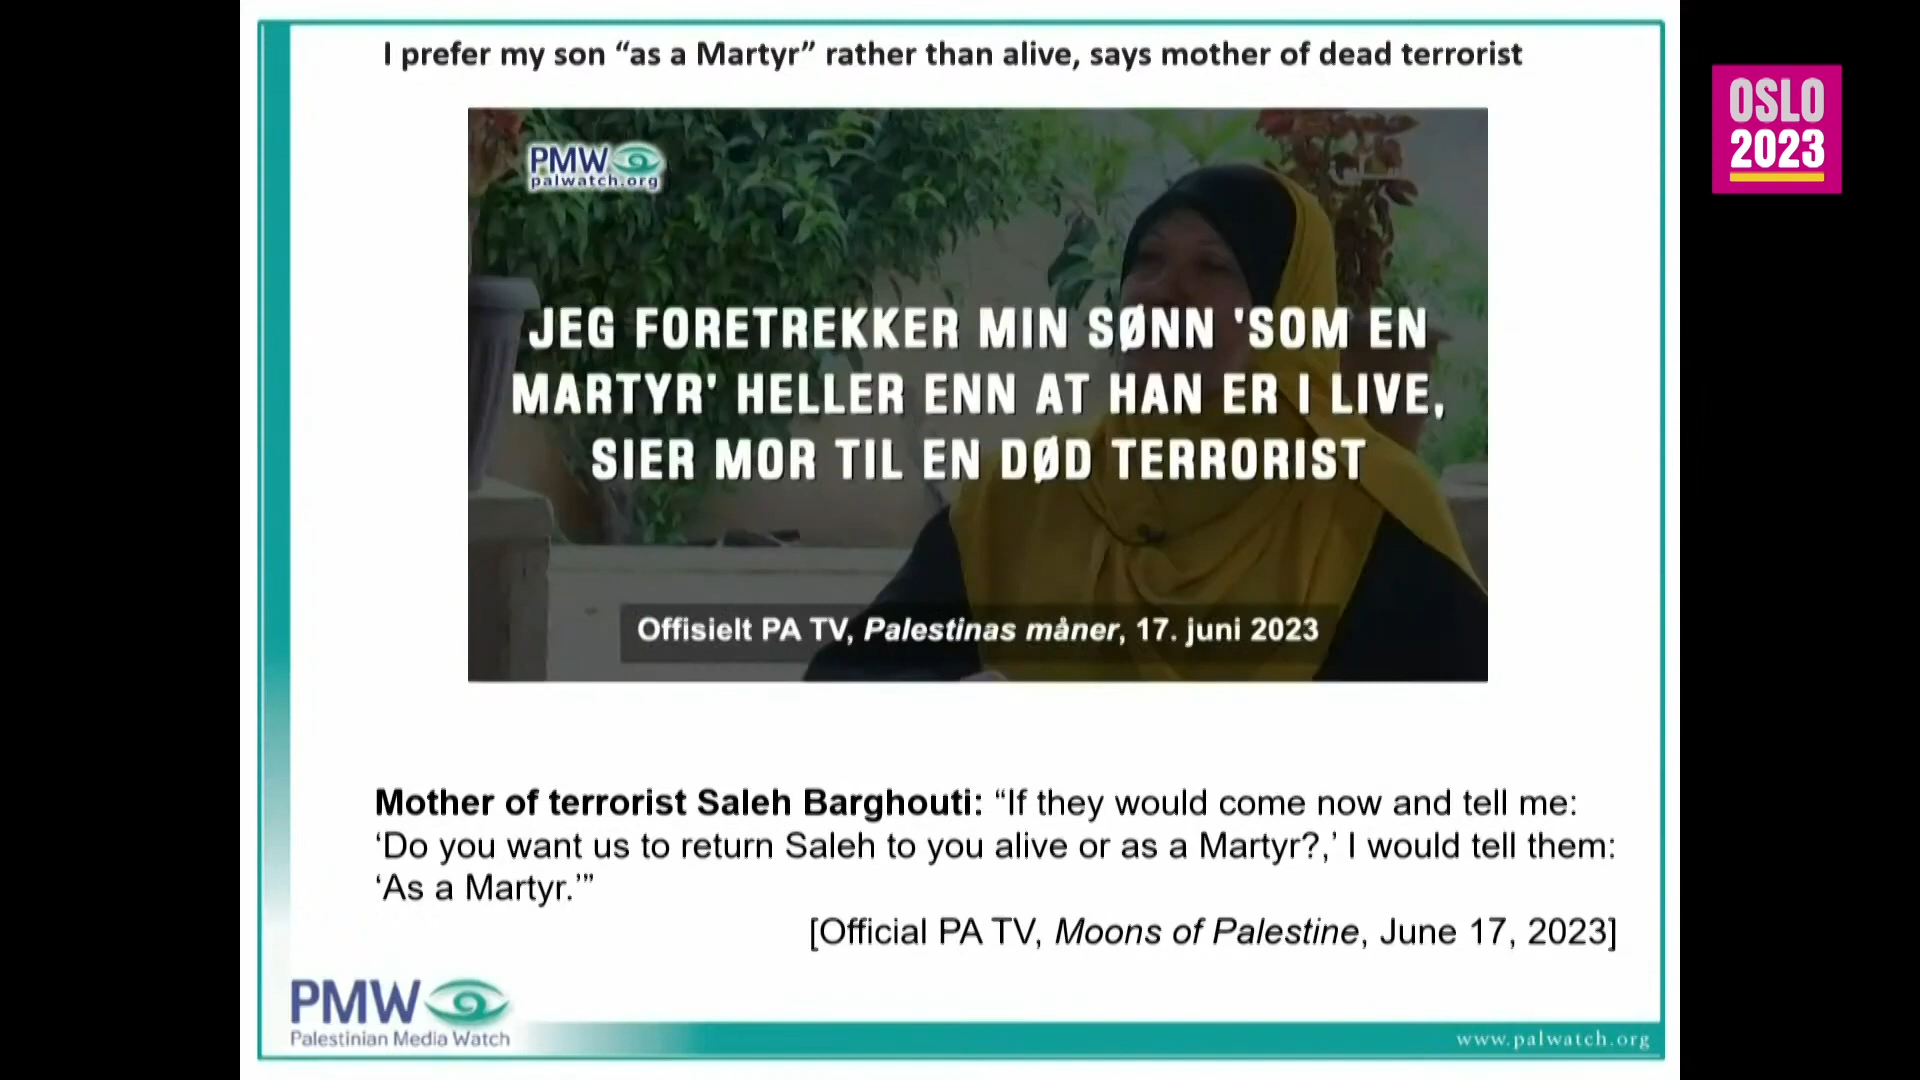 I prefer my son “as a Martyr” rather than alive, says mother of dead terrorist
OSLO
2023
PMW
palwatch.org
JEG FORETREKKER MIN SØNN 'SOM EN
MARTYR' HELLER ENN AT HAN ER I LIVE,
SIER MOR TIL EN DØD TERRORIST
Offisielt PA TV, Palestinas måner, 17. juni 2023
Mother of terrorist Saleh Barghouti: “If they would come now and tell me:
‘Do you want us to return Saleh to you alive or as a Martyr?,’ I would tell them:
‘As a Martyr.’”
[Official PA TV, Moons of Palestine, June 17, 2023]
PMW
Palestinian Media Watch
www.palwatch.org